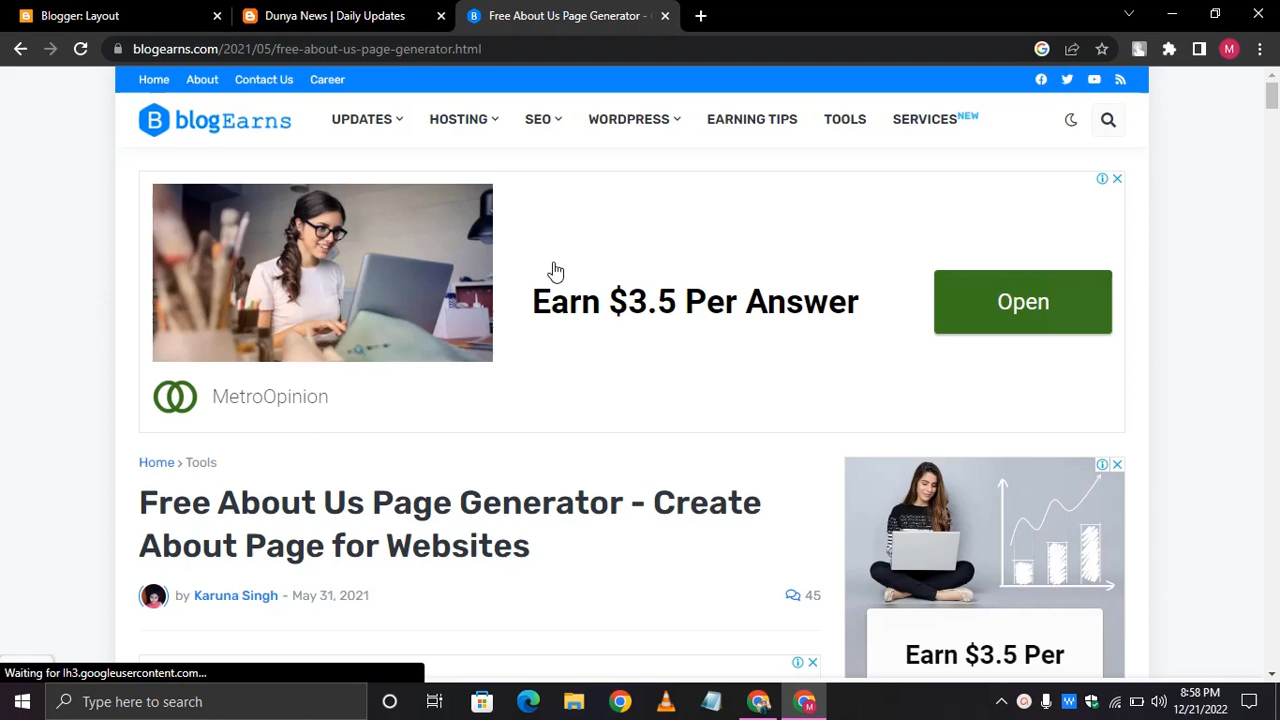 Blogger: Layout
Dunya News | Daily Updates
Free About Us Page Generator -
blogearns.com/2021/05/free-about-us-page-generator.html
M
Home About Contact Us Career
B blogEarns UPDATES HOSTING SEO WORDPRESS EARNING TIPS TOOLS SERVICES NEW
Earn $3.5 Per Answer
Open
MetroOpinion
Home > Tools
Free About Us Page Generator - Create
About Page for Websites
by Karuna Singh - May 31, 2021
45
Earn $3.5 Per
Waiting for lh3.googleusercontent.com...
Type here to search
8:58 PM
12/21/2022